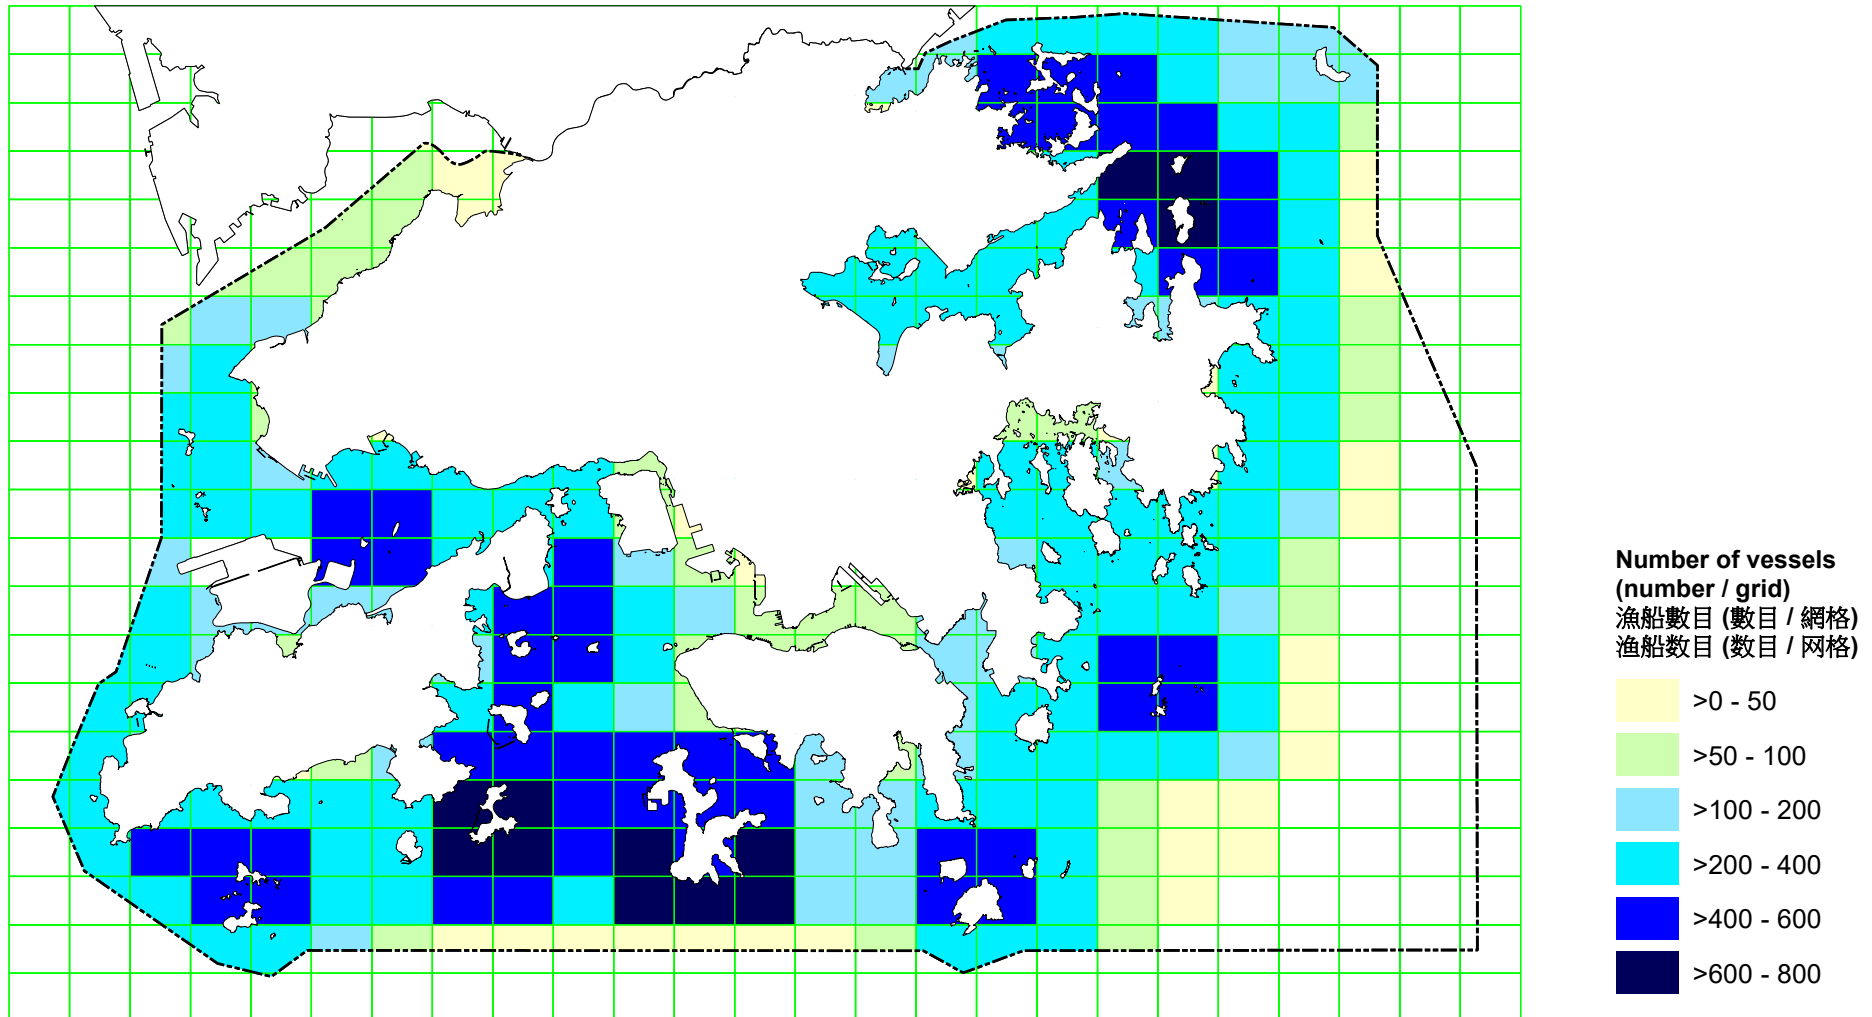 Number of vessels
(number / grid)
漁船數目 (數目 / 網格)
渔船数目 (数目 / 网格)
>0 - 50
>50 - 100
>100 - 200
>200 - 400
>400 - 600
>600 - 800